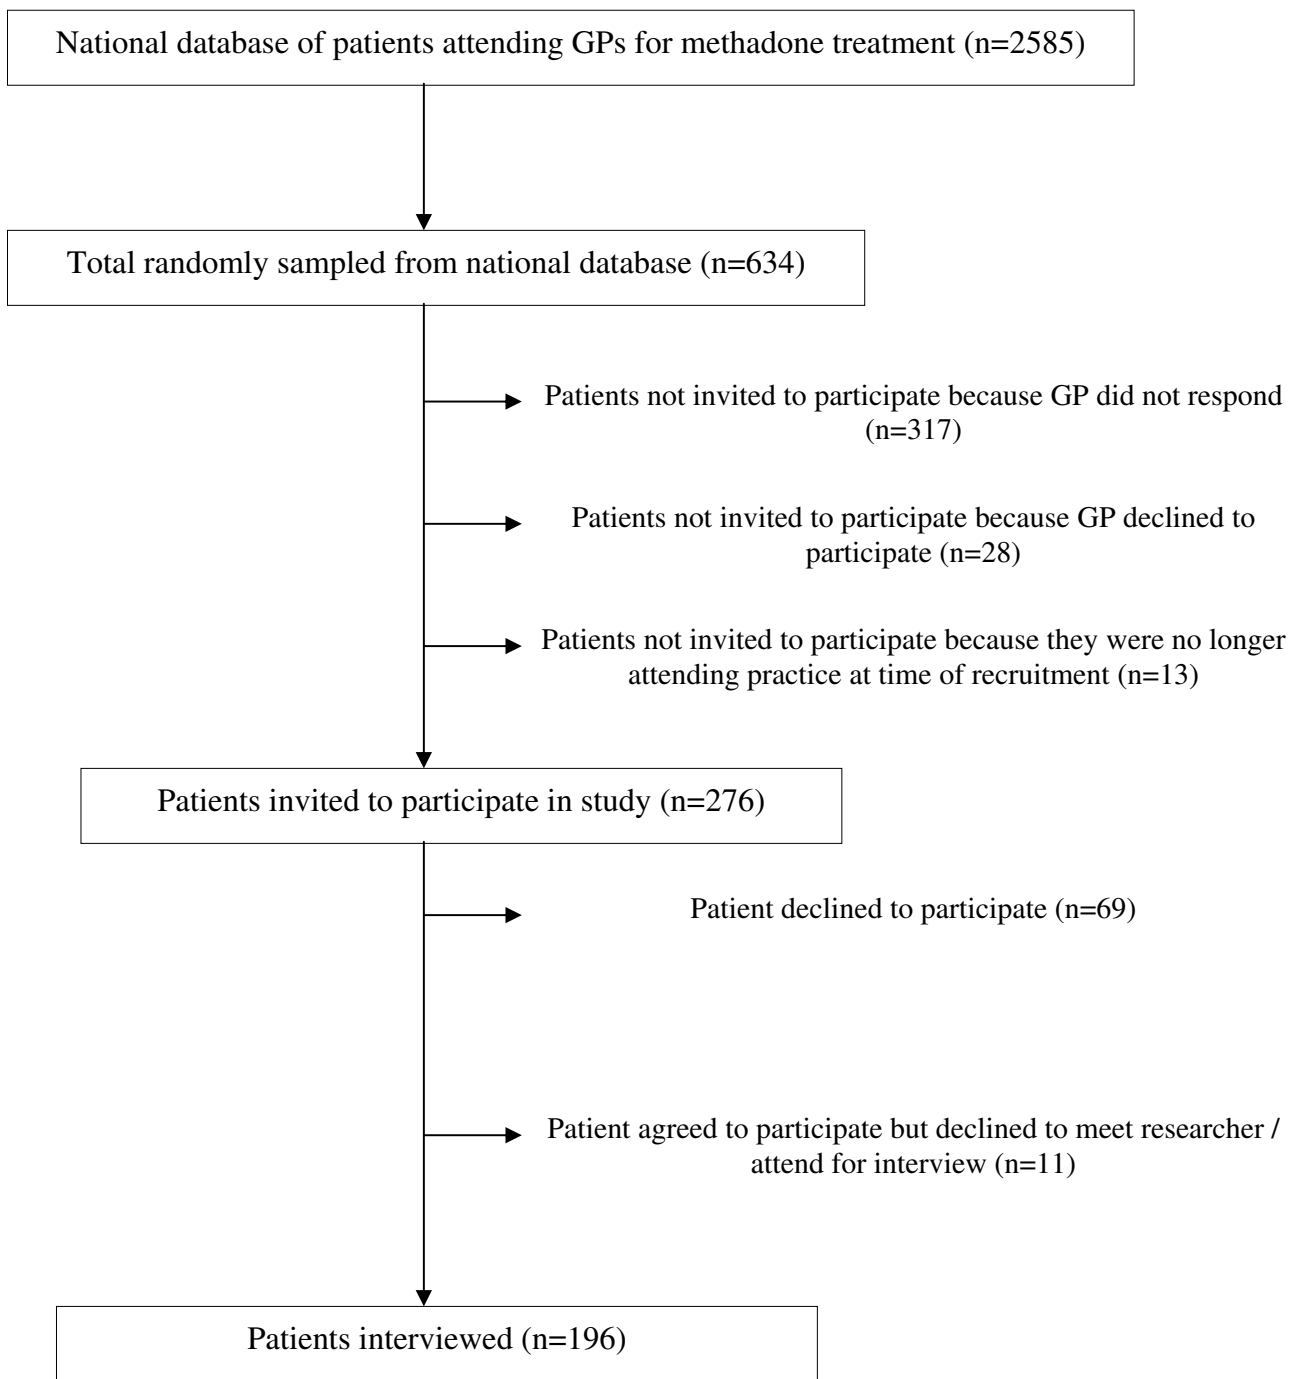 National database of patients attending GPs for methadone treatment (n=2585)
Total randomly sampled from national database (n=634)
Patients not invited to participate because GP did not respond
(n=317)
Patients not invited to participate because GP declined to
participate (n=28)
Patients not invited to participate because they were no longer
attending practice at time of recruitment (n=13)
Patients invited to participate in study (n=276)
Patient declined to participate (n=69)
Patient agreed to participate but declined to meet researcher /
attend for interview (n=11)
Patients interviewed (n=196)